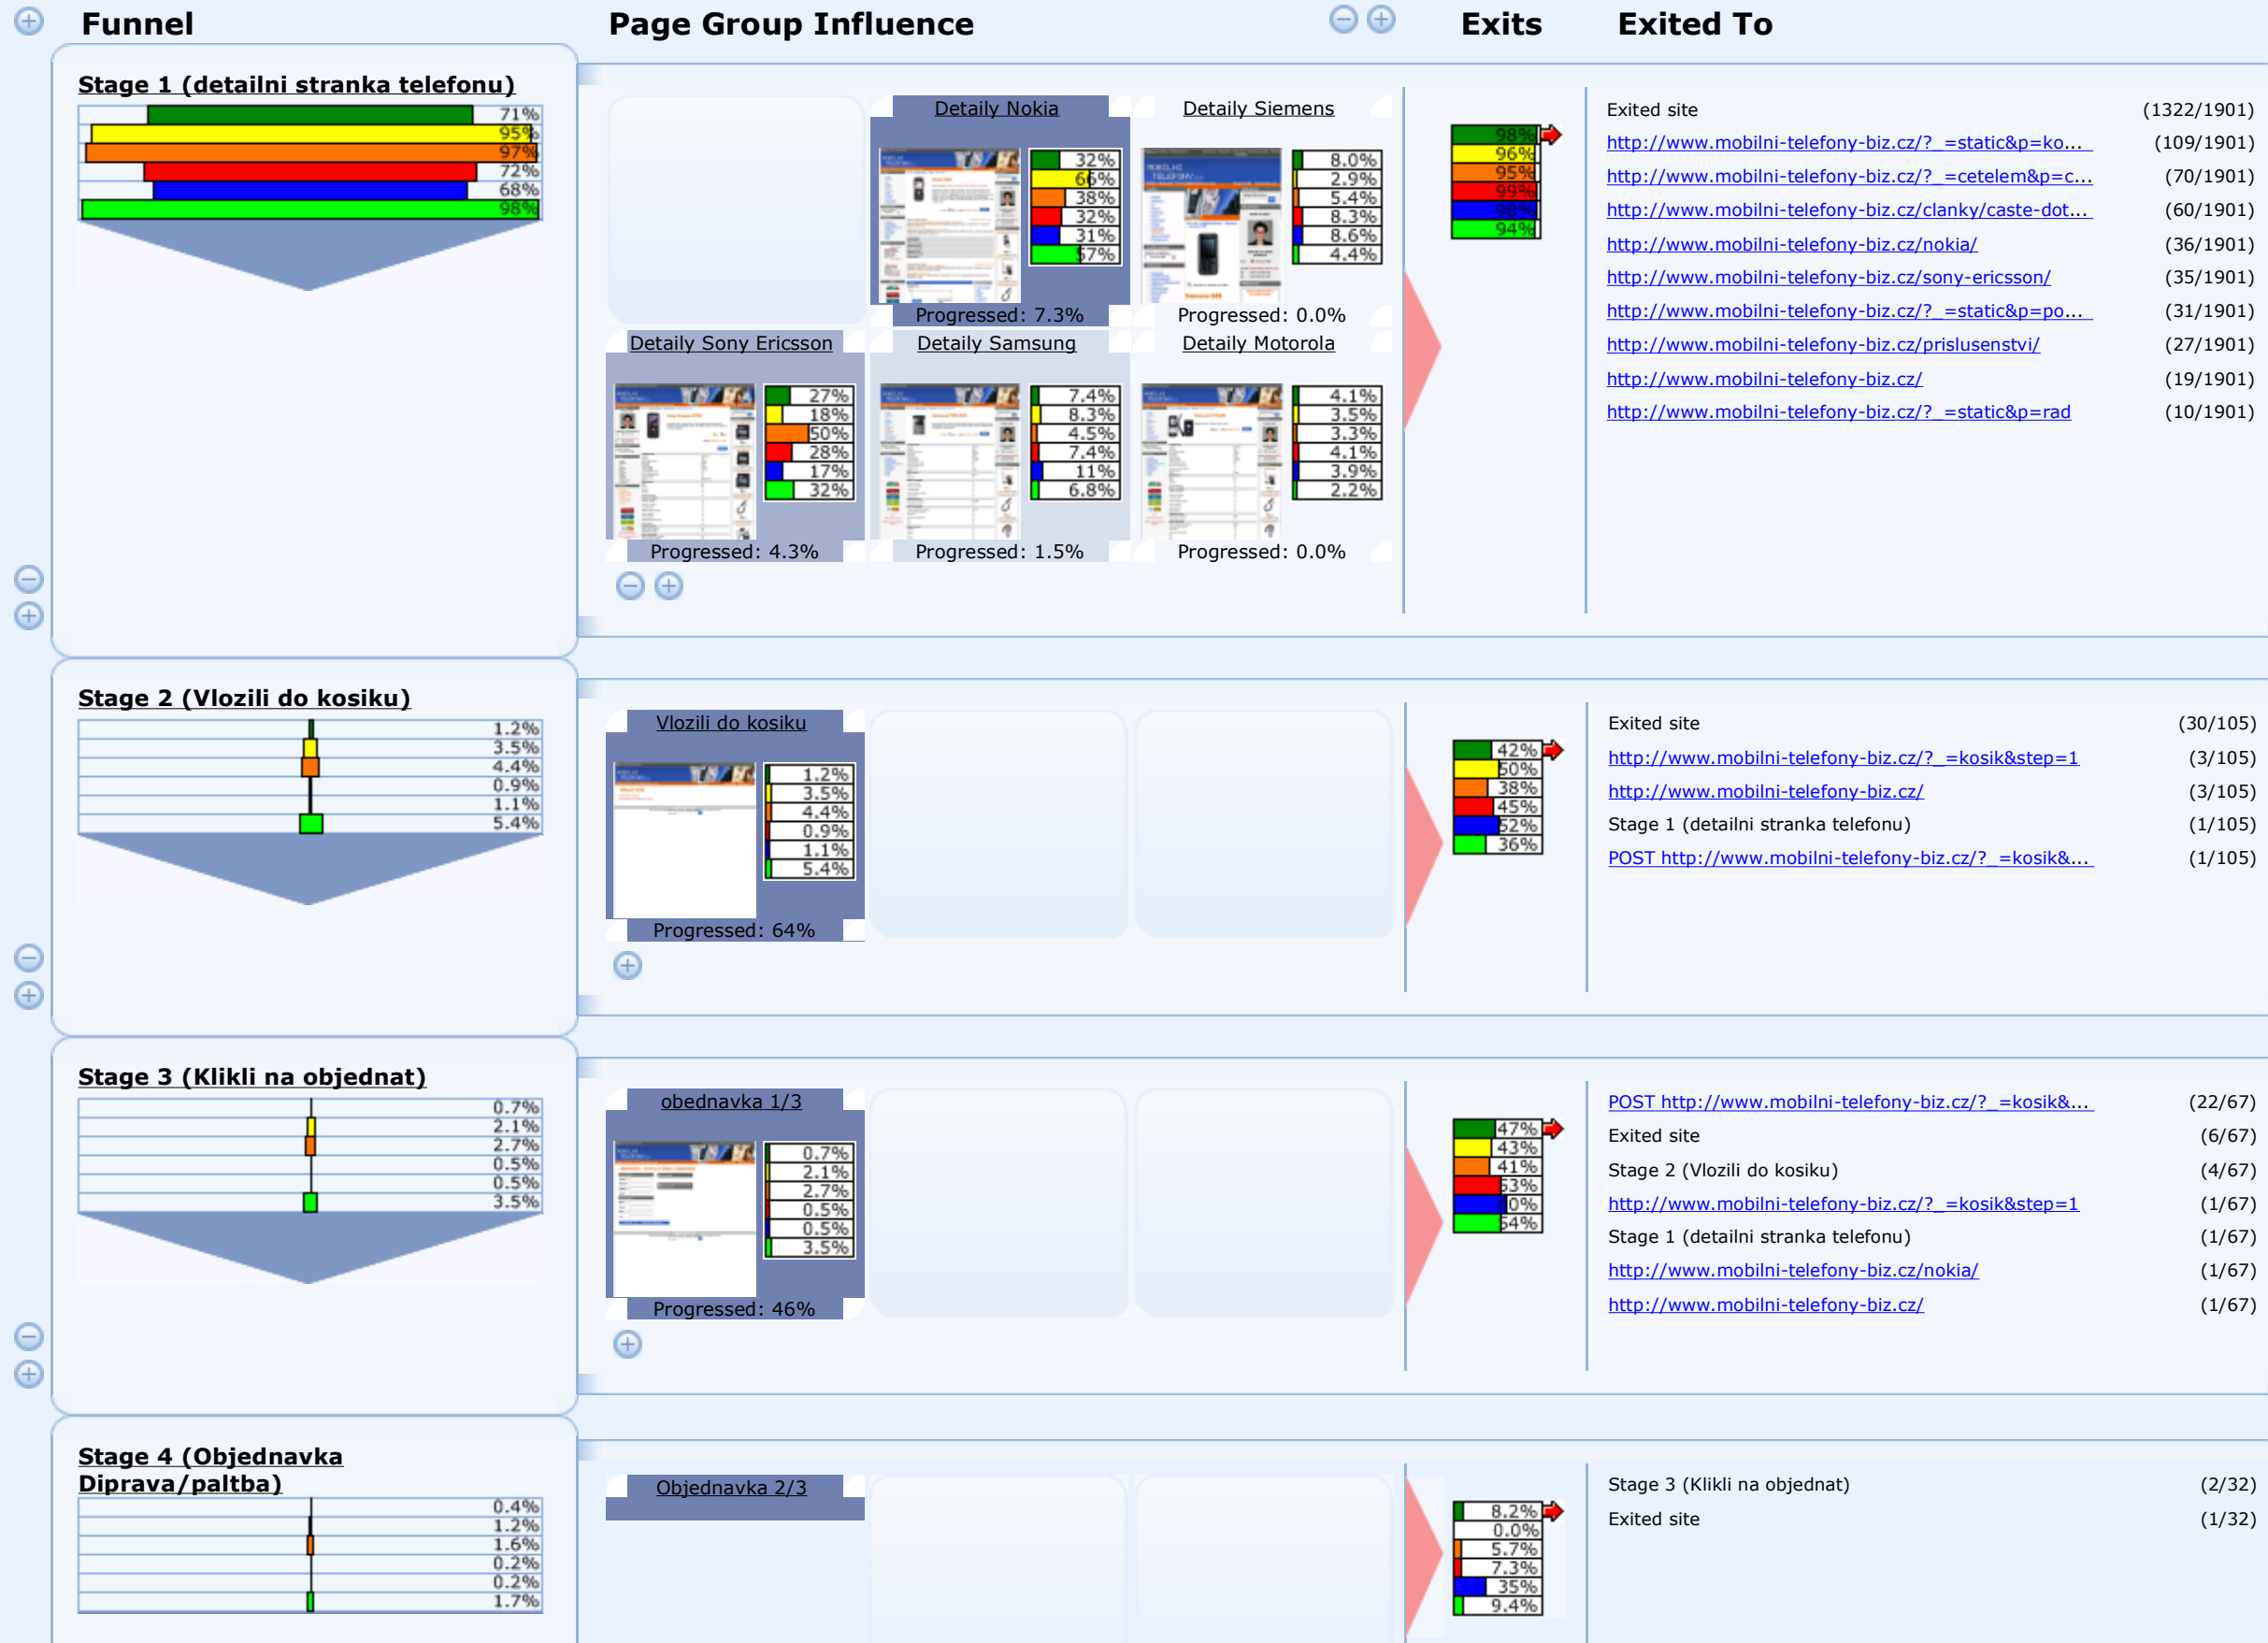 Funnel
Page Group Influence
Exits
Exited To
Stage 1 (detailni stranka telefonu)
71%
95%
97%
72%
68%
98%
Detaily Nokia
32%
66%
38%
32%
31%
57%
Progressed: 7.3%
Detaily Siemens
MOBILNI
TELEFONY
8.0%
2.9%
5.4%
8.3%
8.6%
4.4%
Progressed: 0.0%
Detaily Sony Ericsson
27%
18%
50%
28%
17%
32%
Progressed: 4.3%
Detaily Samsung
7.4%
8.3%
4.5%
7.4%
11%
6.8%
Progressed: 1.5%
Detaily Motorola
4.1%
3.5%
3.3%
4.1%
3.9%
2.2%
Progressed: 0.0%
98%
96%
95%
99%
98%
94%
Exited site (1322/1901)
http://www.mobilni-telefony-biz.cz/?_=static&p=ko... (109/1901)
http://www.mobilni-telefony-biz.cz/?_=cetelem&p=c... (70/1901)
http://www.mobilni-telefony-biz.cz/clanky/caste-dot... (60/1901)
http://www.mobilni-telefony-biz.cz/nokia/ (36/1901)
http://www.mobilni-telefony-biz.cz/sony-ericsson/ (35/1901)
http://www.mobilni-telefony-biz.cz/?_=static&p=po... (31/1901)
http://www.mobilni-telefony-biz.cz/prislusenstvi/ (27/1901)
http://www.mobilni-telefony-biz.cz/ (19/1901)
http://www.mobilni-telefony-biz.cz/?_=static&p=rad (10/1901)
Stage 2 (Vlozili do kosiku)
1.2%
3.5%
4.4%
0.9%
1.1%
5.4%
Vlozili do kosiku
1.2%
3.5%
4.4%
0.9%
1.1%
5.4%
Progressed: 64%
42%
50%
38%
45%
52%
36%
Exited site (30/105)
http://www.mobilni-telefony-biz.cz/?_=kosik&step=1 (3/105)
http://www.mobilni-telefony-biz.cz/ (3/105)
Stage 1 (detailni stranka telefonu) (1/105)
POST http://www.mobilni-telefony-biz.cz/?_=kosik&... (1/105)
Stage 3 (Klikli na objednat)
0.7%
2.1%
2.7%
0.5%
0.5%
3.5%
obednavka 1/3
0.7%
2.1%
2.7%
0.5%
0.5%
3.5%
Progressed: 46%
47%
43%
41%
53%
0%
54%
POST http://www.mobilni-telefony-biz.cz/?_=kosik&... (22/67)
Exited site (6/67)
Stage 2 (Vlozili do kosiku) (4/67)
http://www.mobilni-telefony-biz.cz/?_=kosik&step=1 (1/67)
Stage 1 (detailni stranka telefonu) (1/67)
http://www.mobilni-telefony-biz.cz/nokia/ (1/67)
http://www.mobilni-telefony-biz.cz/ (1/67)
Stage 4 (Objednavka
Diprava/paltba)
0.4%
1.2%
1.6%
0.2%
0.2%
1.7%
Objednavka 2/3
8.2%
0.0%
5.7%
7.3%
35%
9.4%
Stage 3 (Klikli na objednat) (2/32)
Exited site (1/32)